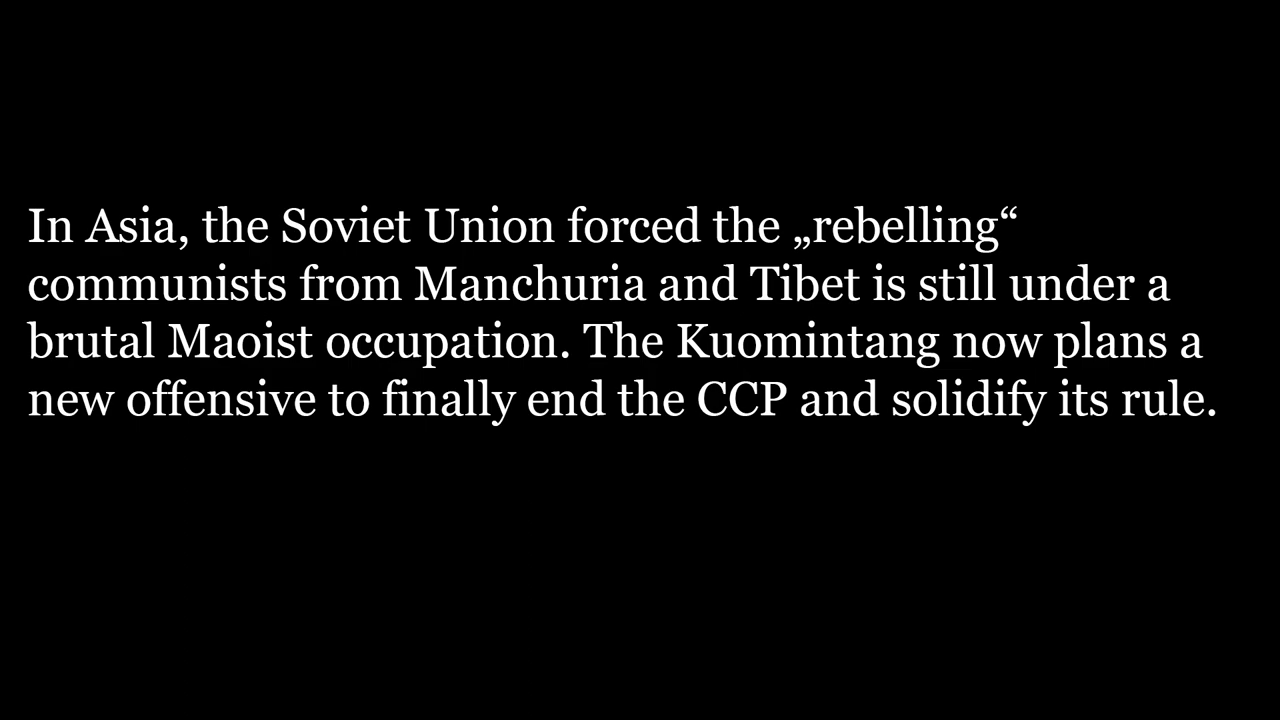 In Asia, the Soviet Union forced the „rebelling“
communists from Manchuria and Tibet is still under a
brutal Maoist occupation. The Kuomintang now plans a
new offensive to finally end the CCP and solidify its rule.